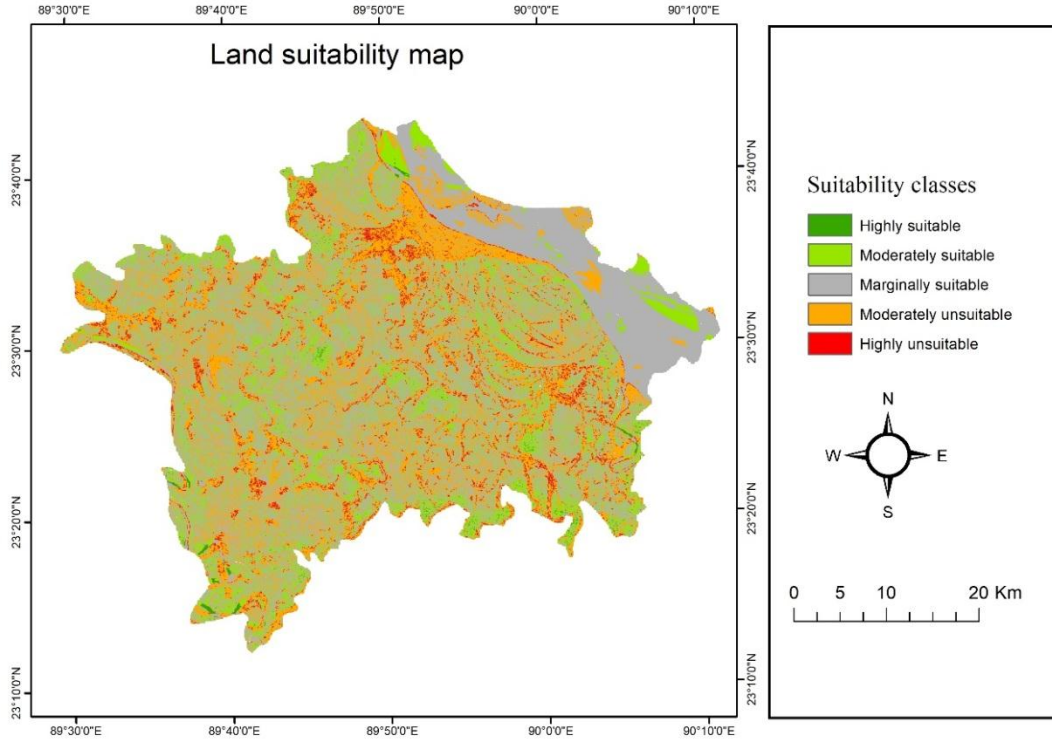 89°30'0"E 89°40'0"E 89°50'0"E 90°0'0"E 90°10'0"E
Land suitability map
23°40'0"N 23°40'0"N
23°30'0"N 23°30'0"N
23°20'0"N 23°20'0"N
23°10'0"N 23°10'0"N
89°30'0"E 89°40'0"E 89°50'0"E 90°0'0"E 90°10'0"E
Suitability classes
Highly suitable
Moderately suitable
Marginally suitable
Moderately unsuitable
Highly unsuitable
N
W E
S
0 5 10 20 Km